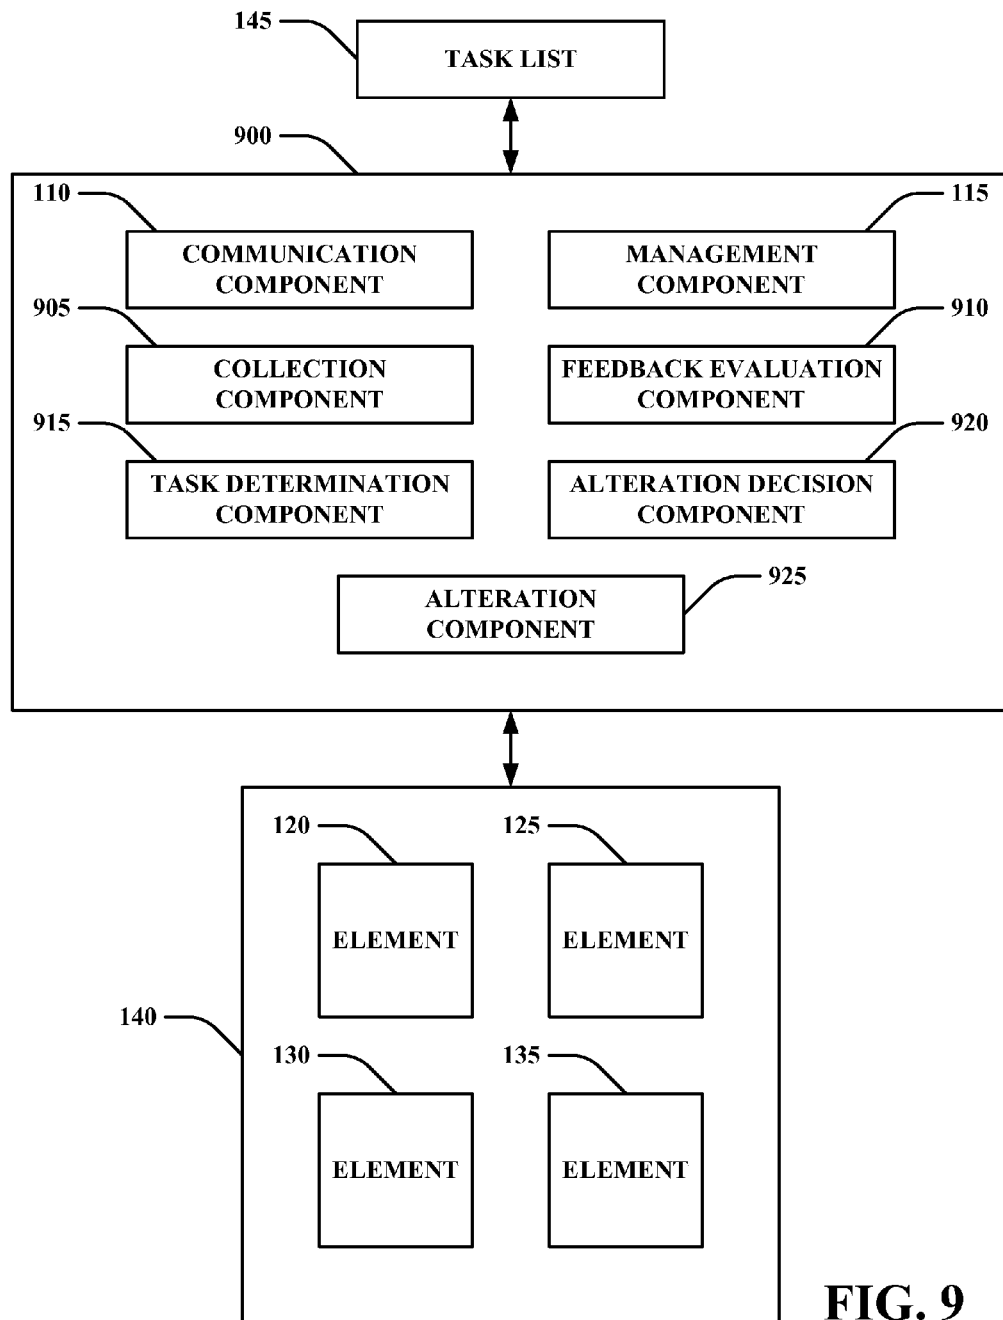 145
TASK LIST
900
110
115
COMMUNICATION
COMPONENT
MANAGEMENT
COMPONENT
905
910
COLLECTION
COMPONENT
FEEDBACK EVALUATION
COMPONENT
915
920
TASK DETERMINATION
COMPONENT
ALTERATION DECISION
COMPONENT
925
ALTERATION
COMPONENT
120
125
ELEMENT
ELEMENT
140
130
135
ELEMENT
ELEMENT
FIG. 9